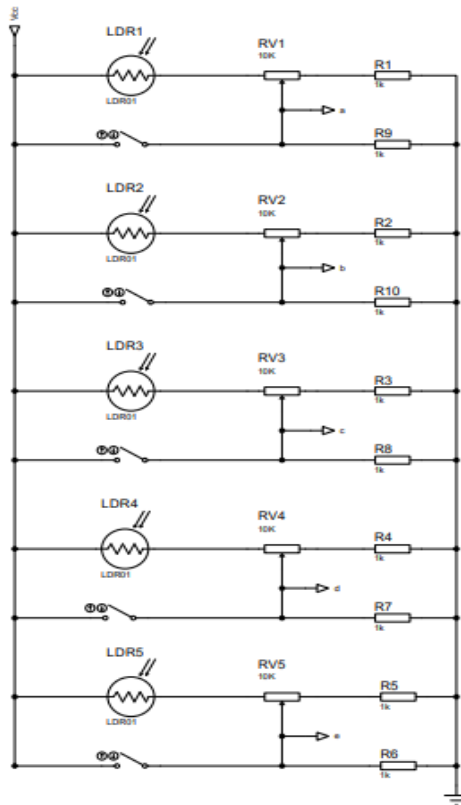 Vcc
LDR1
LDR01
RV1
10K
R1
1k
a
R9
1k
LDR2
LDR01
RV2
10K
R2
1k
b
R10
1k
LDR3
LDR01
RV3
10K
R3
1k
c
R8
1k
LDR4
LDR01
RV4
10K
R4
1k
d
R7
1k
LDR5
LDR01
RV5
10K
R5
1k
e
R6
1k